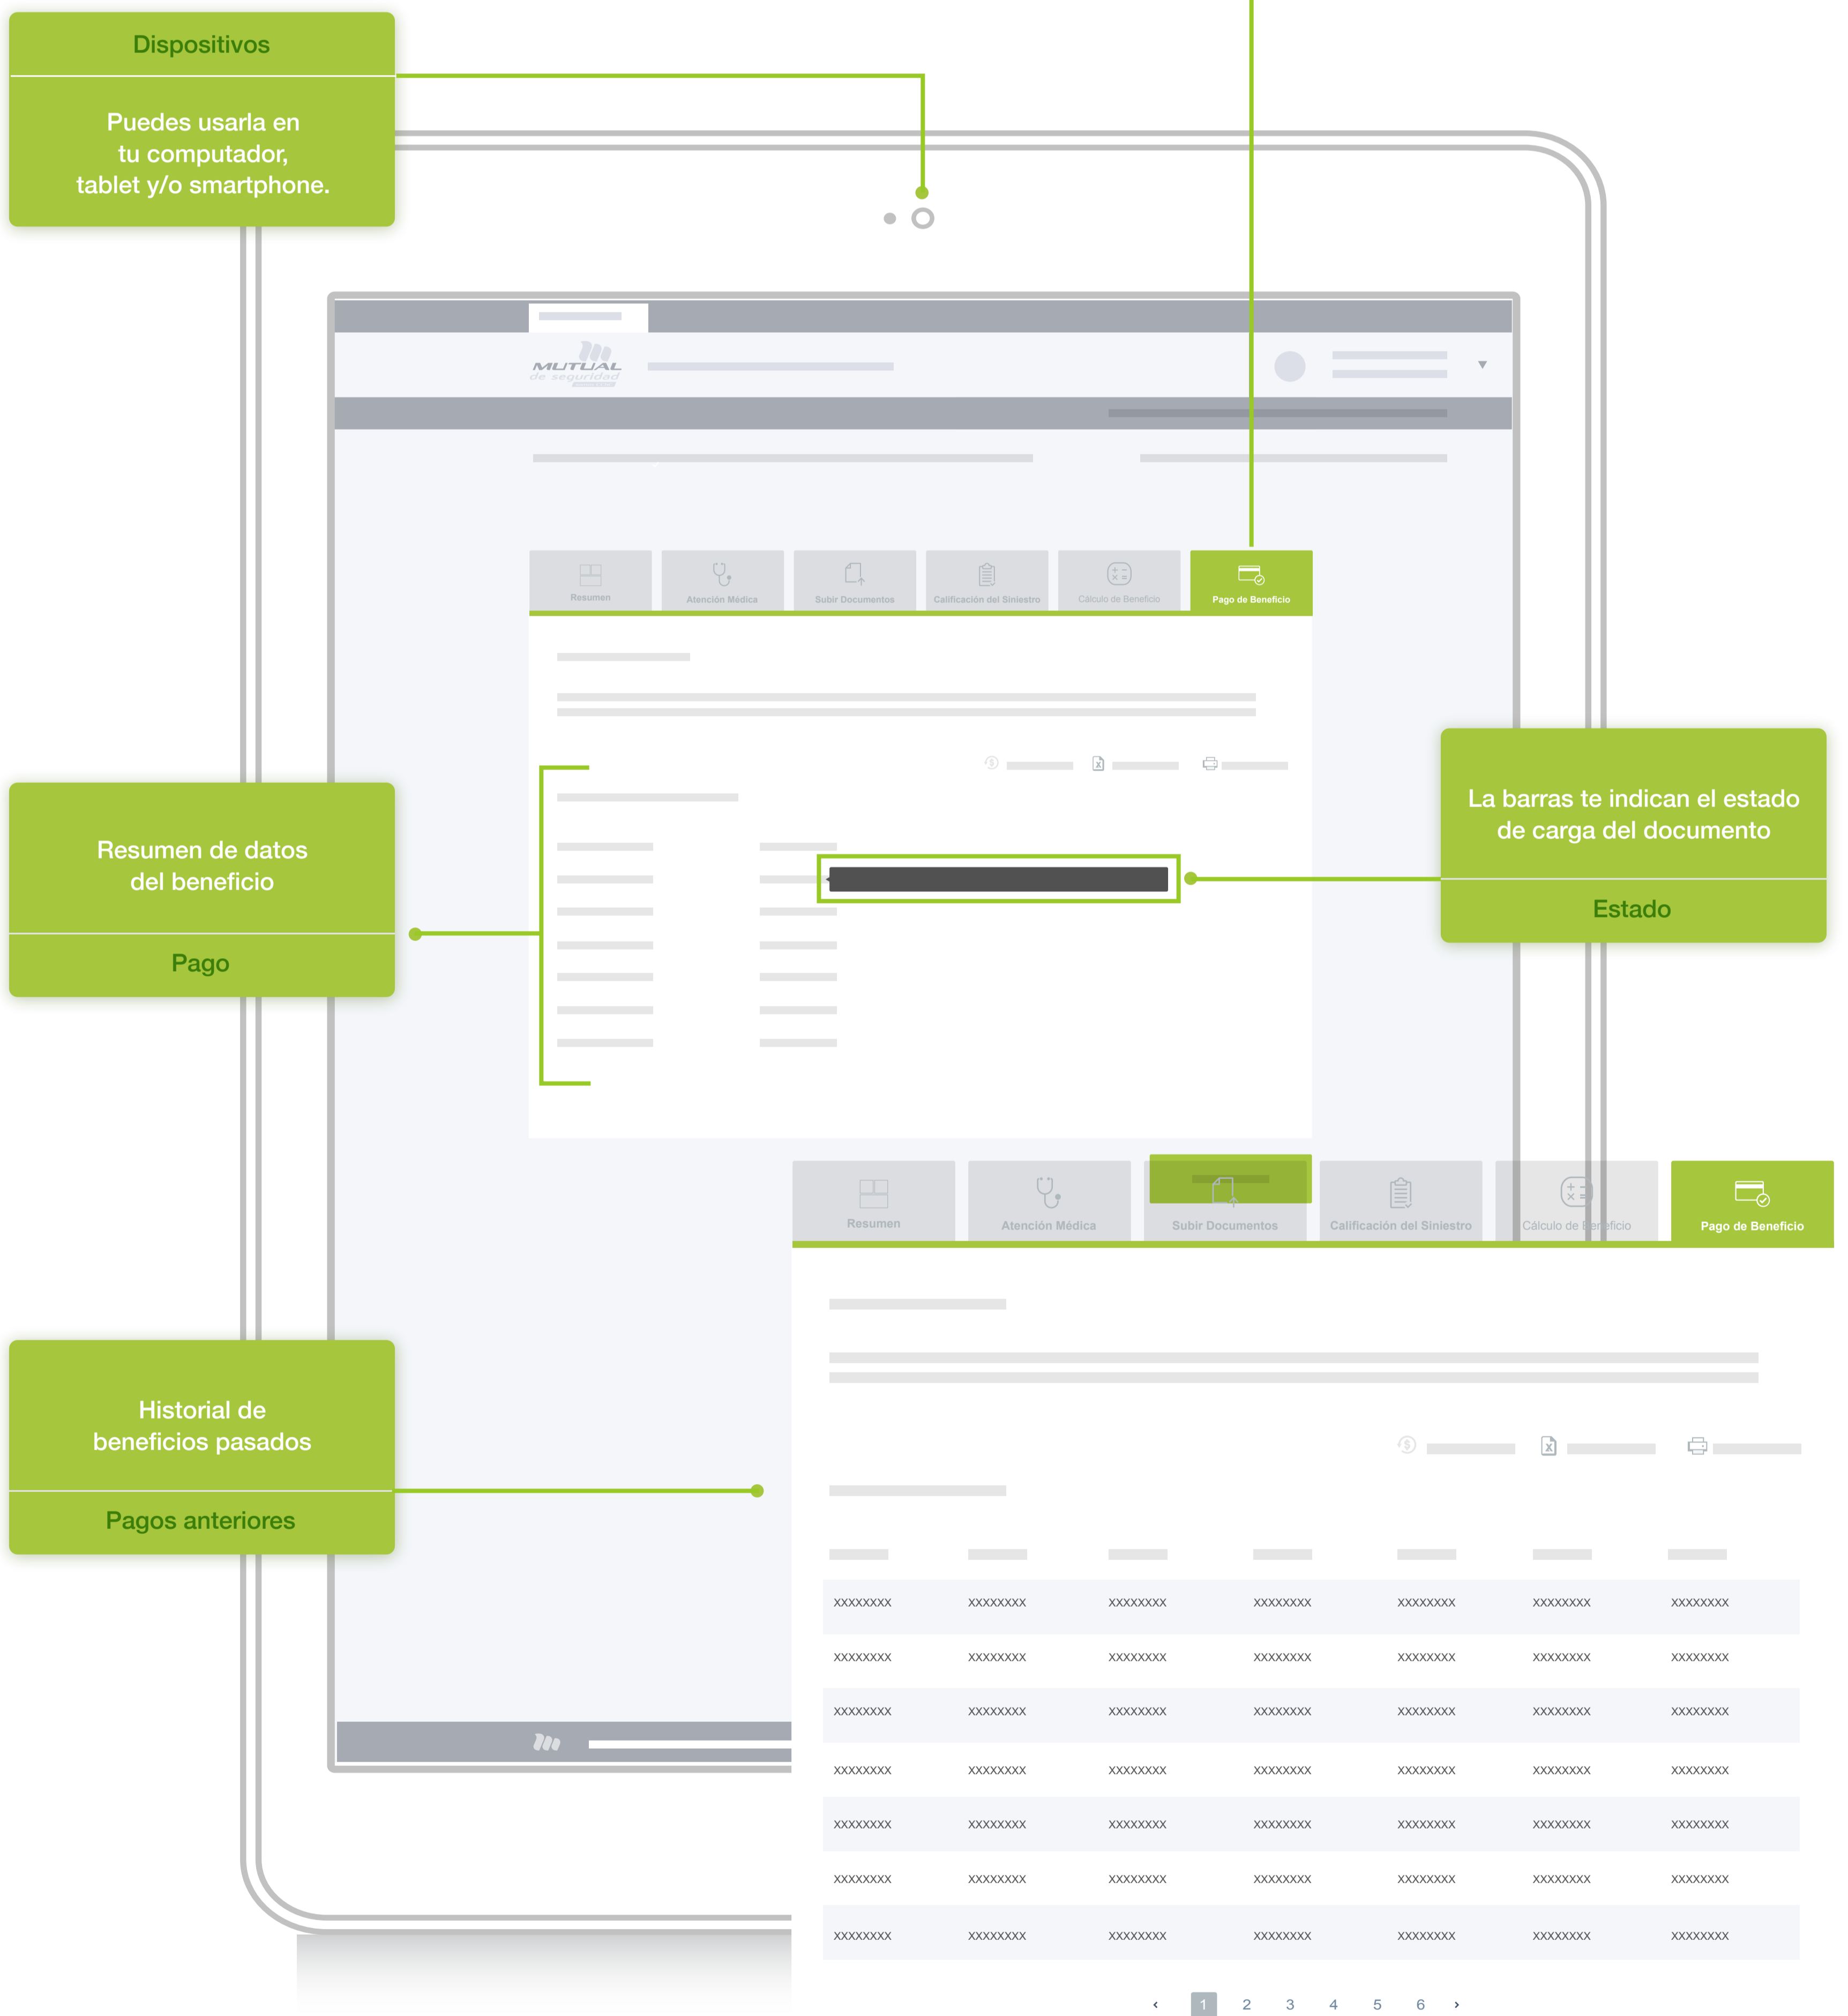 Dispositivos
Puedes usarla en
tu computador,
tablet y/o smartphone.
MUTUAL
de seguridad
Resumen
Atención Médica
Subir Documentos
Calificación del Siniestro
Cálculo de Beneficio
Pago de Beneficio
Resumen de datos
del beneficio
Pago
La barras te indican el estado
de carga del documento
Estado
Resumen
Atención Médica
Subir Documentos
Calificación del Siniestro
Cálculo de Beneficio
Pago de Beneficio
Historial de
beneficios pasados
Pagos anteriores
XXXXXXXX XXXXXXXX XXXXXXXX XXXXXXXX XXXXXXXX XXXXXXXX XXXXXXXX
XXXXXXXX XXXXXXXX XXXXXXXX XXXXXXXX XXXXXXXX XXXXXXXX XXXXXXXX
XXXXXXXX XXXXXXXX XXXXXXXX XXXXXXXX XXXXXXXX XXXXXXXX XXXXXXXX
XXXXXXXX XXXXXXXX XXXXXXXX XXXXXXXX XXXXXXXX XXXXXXXX XXXXXXXX
XXXXXXXX XXXXXXXX XXXXXXXX XXXXXXXX XXXXXXXX XXXXXXXX XXXXXXXX
XXXXXXXX XXXXXXXX XXXXXXXX XXXXXXXX XXXXXXXX XXXXXXXX XXXXXXXX
XXXXXXXX XXXXXXXX XXXXXXXX XXXXXXXX XXXXXXXX XXXXXXXX XXXXXXXX
‹ 1 2 3 4 5 6 ›